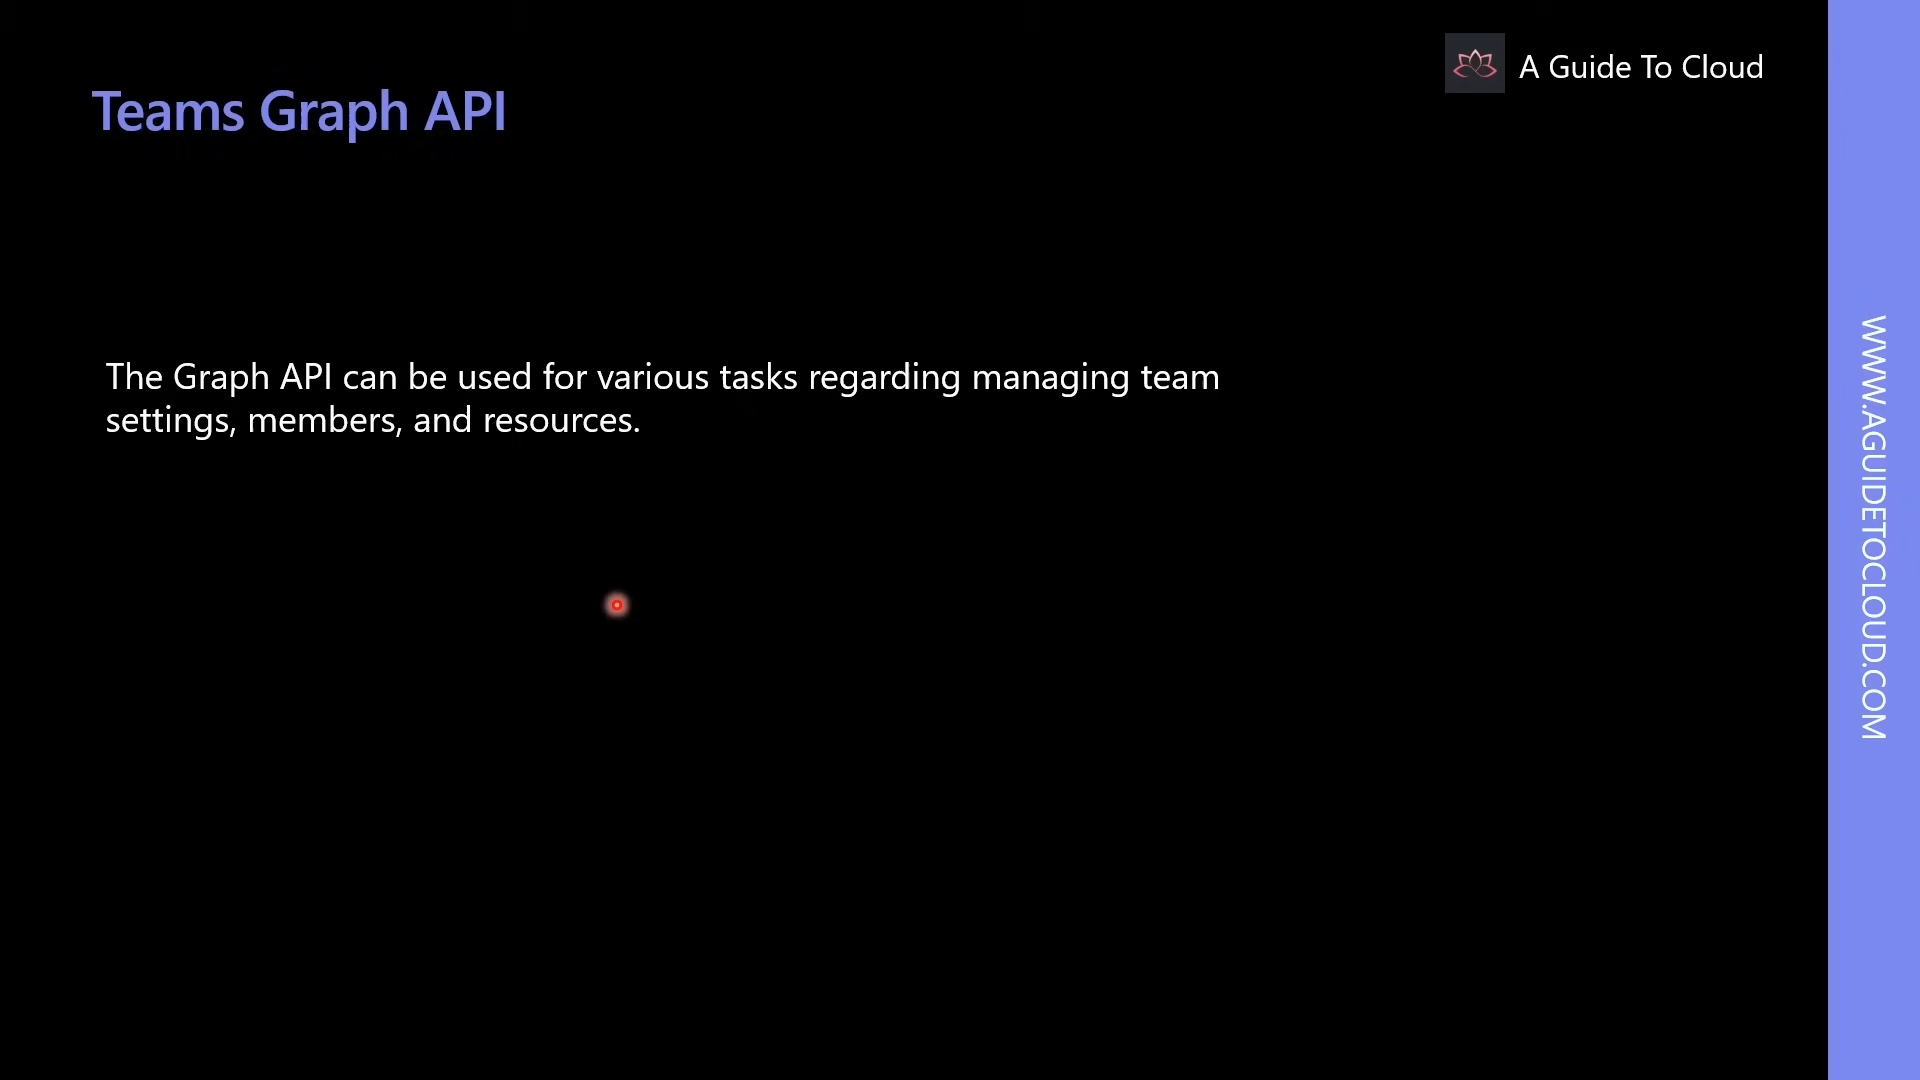 A Guide To Cloud
Teams Graph API
The Graph API can be used for various tasks regarding managing team
settings, members, and resources.
WWW.AGUIDETOCLOUD.COM